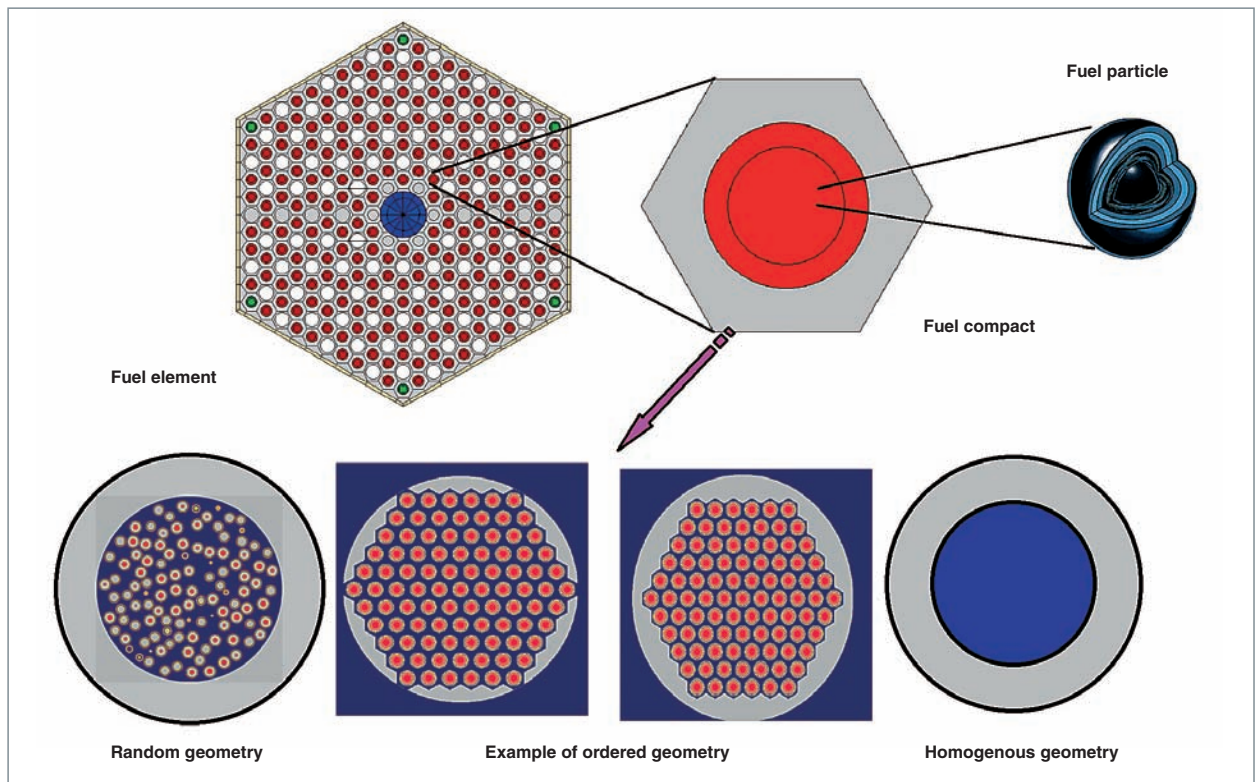 Fuel particle
Fuel compact
Fuel element
Random geometry
Example of ordered geometry
Homogenous geometry